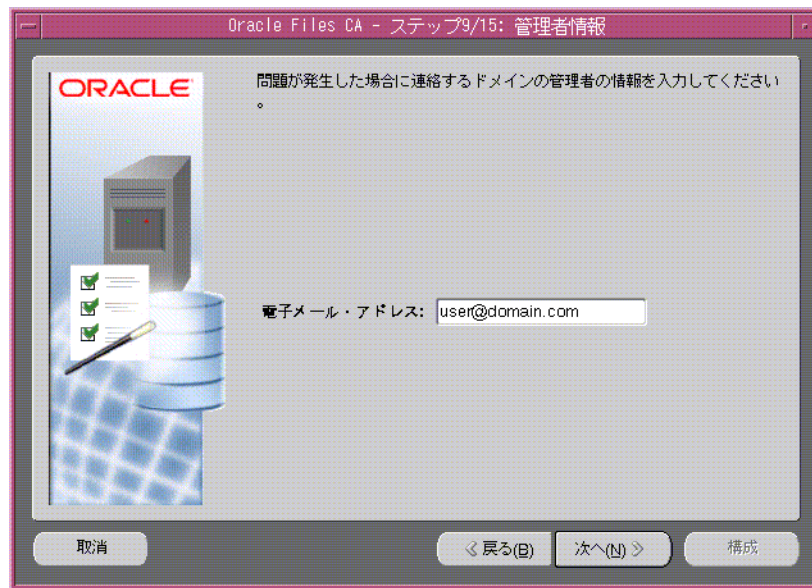 Oracle Files CA - ステップ9/15: 管理者情報
ORACLE
問題が発生した場合に連絡するドメインの管理者の情報を入力してください
。
電子メール・アドレス: user@domain.com
取消
≪ 戻る(B)
次へ(N) ≫
構成